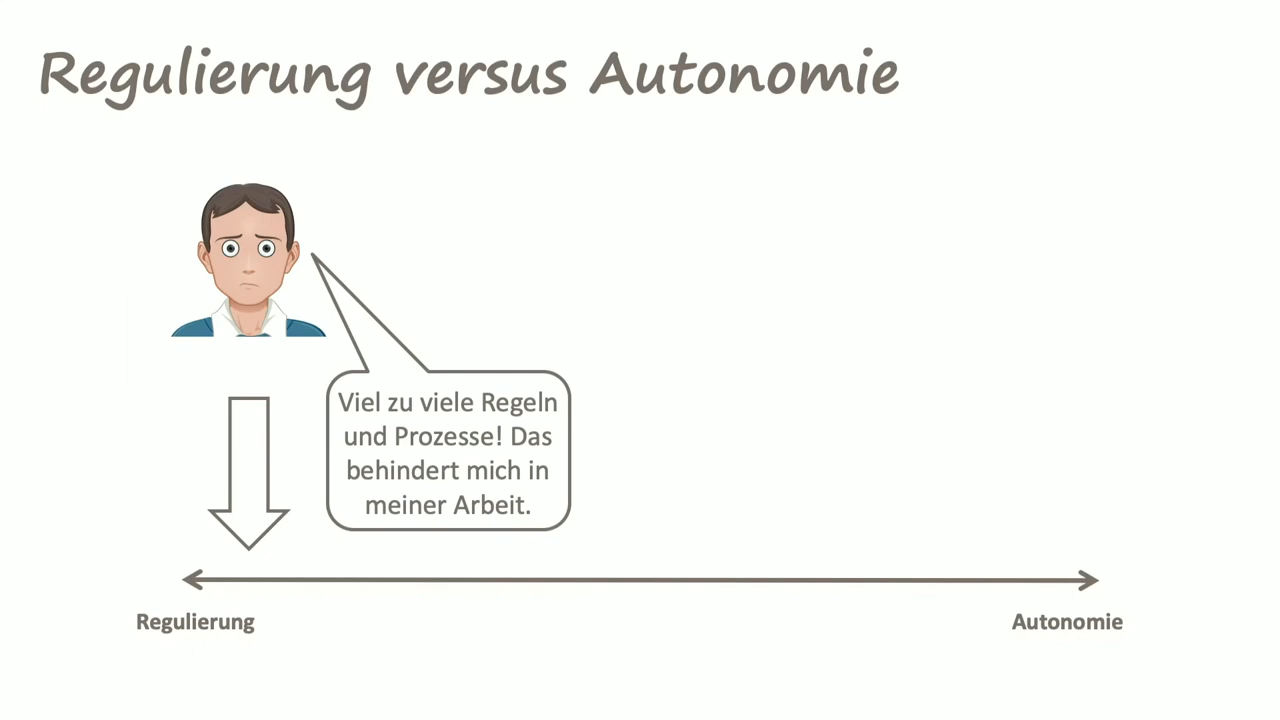 Regulierung versus Autonomie
Viel zu viele Regeln
und Prozesse! Das
behindert mich in
meiner Arbeit.
Regulierung
Autonomie